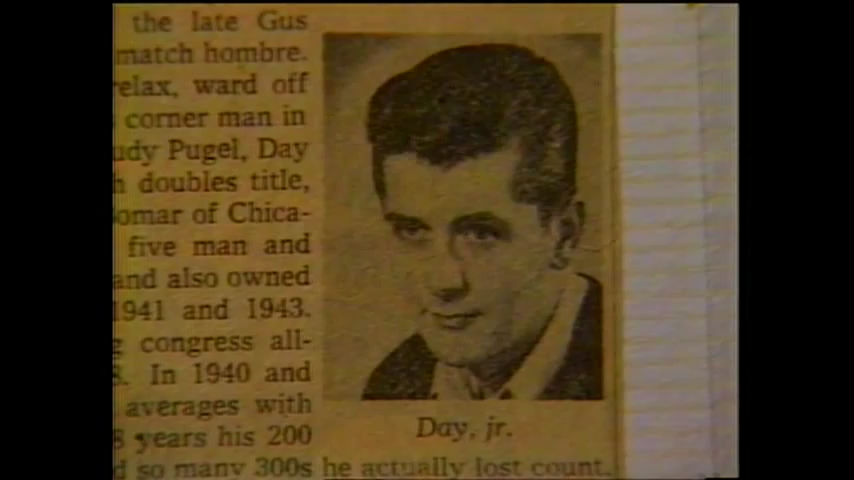 the late Gus
match hombre.
relax, ward off
corner man in
udy Pugel, Day
h doubles title,
omar of Chica-
five man and
and also owned
1941 and 1943.
g congress all-
8. In 1940 and
averages with
8 years his 200
d so many 300s he actually lost count.
Day, jr.